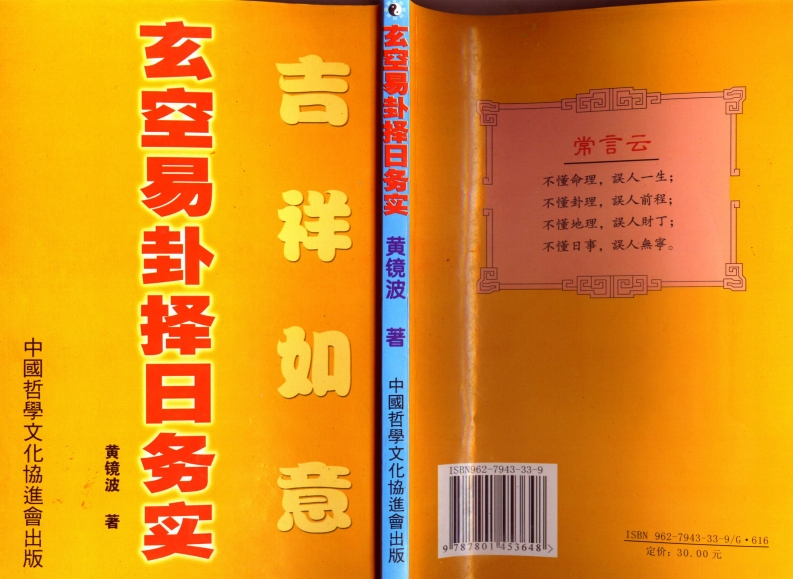 玄空易卦择日务实
吉祥如意
黄镜波 著
中國哲學文化協進會出版
玄空易卦择日务实
黄镜波 著
中國哲學文化協進會出版
常言云
不懂命理，誤人一生；
不懂卦理，誤人前程；
不懂地理，誤人財丁；
不懂日事，誤人無寧。
ISBN962-7943-33-9
9 787801 453648
ISBN 962-7943-33-9/G·616
定价：30.00元